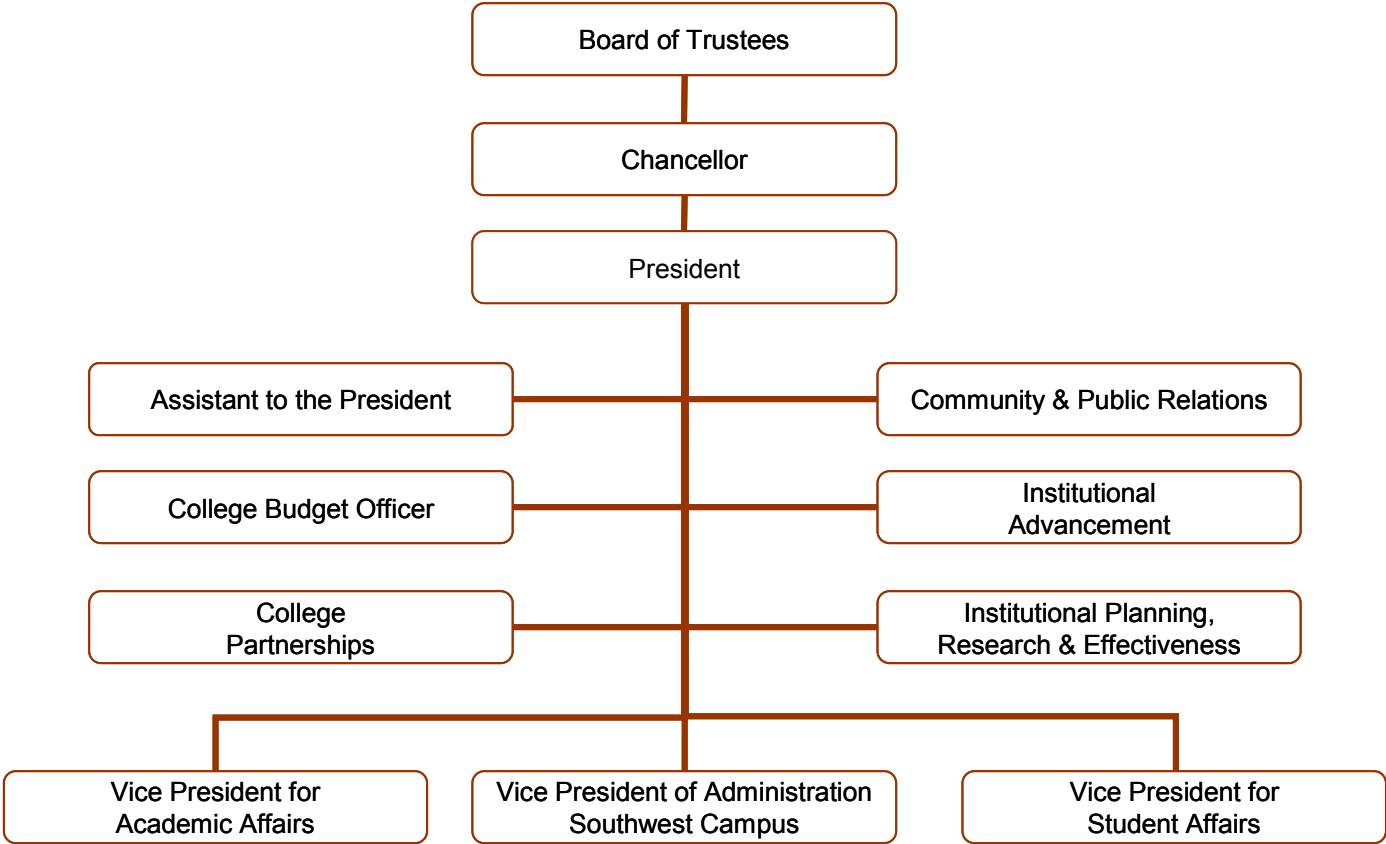 Board of Trustees
Chancellor
President
Assistant to the President
Community & Public Relations
College Budget Officer
Institutional
Advancement
College
Partnerships
Institutional Planning,
Research & Effectiveness
Vice President for
Academic Affairs
Vice President of Administration
Southwest Campus
Vice President for
Student Affairs